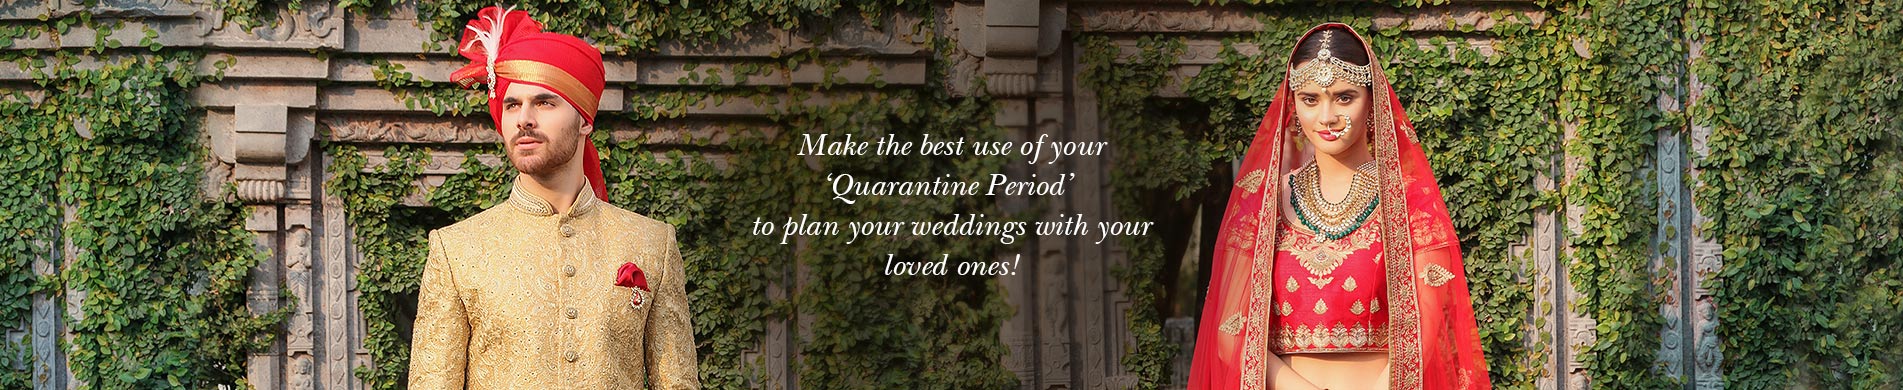 Make the best use of your
‘Quarantine Period’
to plan your weddings with your
loved ones!